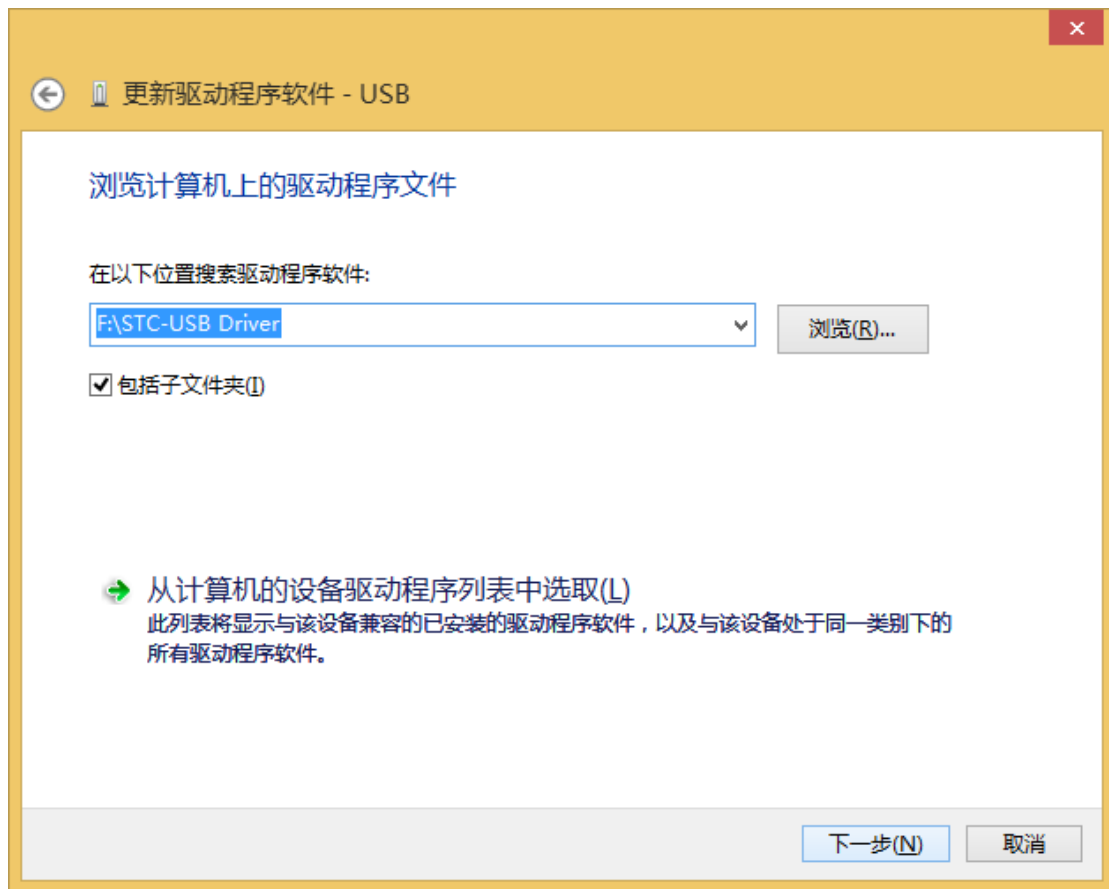 更新驱动程序软件 - USB
浏览计算机上的驱动程序文件
在以下位置搜索驱动程序软件:
F:\STC-USB Driver
浏览(R)...
包括子文件夹(I)
从计算机的设备驱动程序列表中选取(L)
此列表将显示与该设备兼容的已安装的驱动程序软件，以及与该设备处于同一类别下的
所有驱动程序软件。
下一步(N)
取消